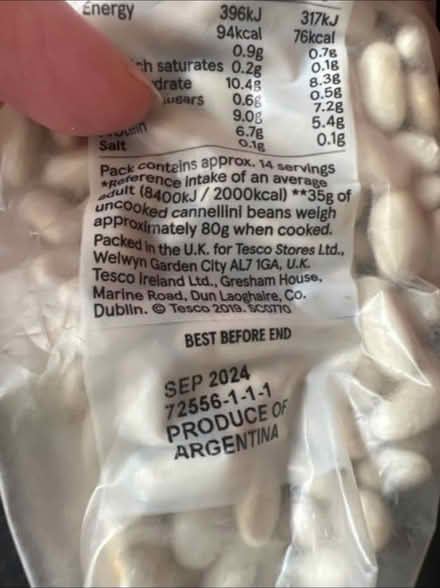 Energy 396kJ 317kJ
94kcal 76kcal
0.9g 0.7g
ch saturates 0.2g 0.1g
drate 10.4g 8.3g
sugars 0.6g 0.5g
9.0g 7.2g
rotein 6.7g 5.4g
Salt 0.1g 0.1g
Pack contains approx. 14 servings
*Reference intake of an average
adult (8400kJ / 2000kcal) **35g of
uncooked cannellini beans weigh
approximately 80g when cooked.
Packed in the U.K. for Tesco Stores Ltd.,
Welwyn Garden City AL7 1GA, U.K.
Tesco Ireland Ltd., Gresham House,
Marine Road, Dun Laoghaire, Co.
Dublin. © Tesco 2019. SC0770
BEST BEFORE END
SEP 2024
72556-1-1-1
PRODUCE OF
ARGENTINA